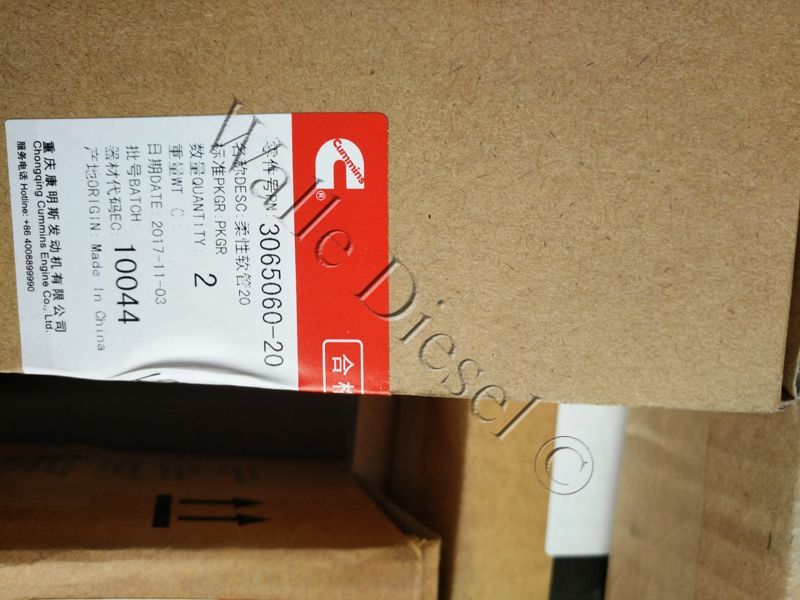 Cummins
®
合格
零件号PN: 3065060-20
名称DESC: 柔性软管20
标准PKGR: PKGR
数量QUANTITY: 2
重量WT C :
日期DATE: 2017-11-03
批号BATCH:
器材代码EC: 10044
产地ORIGIN: Made In China
重庆康明斯发动机有限公司
Chongqing Cummins Engine Co., Ltd.
服务电话 Hotline: +86 4008899990
Walle Diesel ©